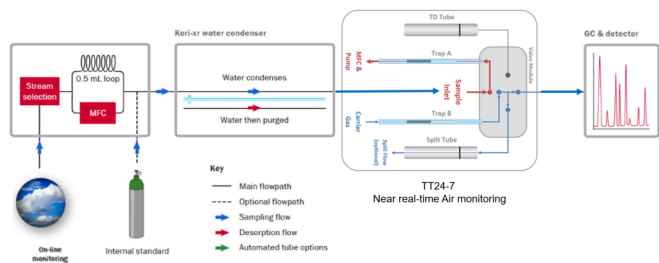 Kori-xr water condenser
GC & detector
TD Tube
Trap A
MFC &
Pump
Valve Module
0.5 mL loop
Stream
selection
MFC
Water condenses
Water then purged
Sample
Inlet
Trap B
Carrier
Gas
Split Flow
(optional)
Split Tube
TT24-7
Near real-time Air monitoring
Key
Main flowpath
Optional flowpath
Sampling flow
Desorption flow
Automated tube options
On-line
monitoring
Internal standard